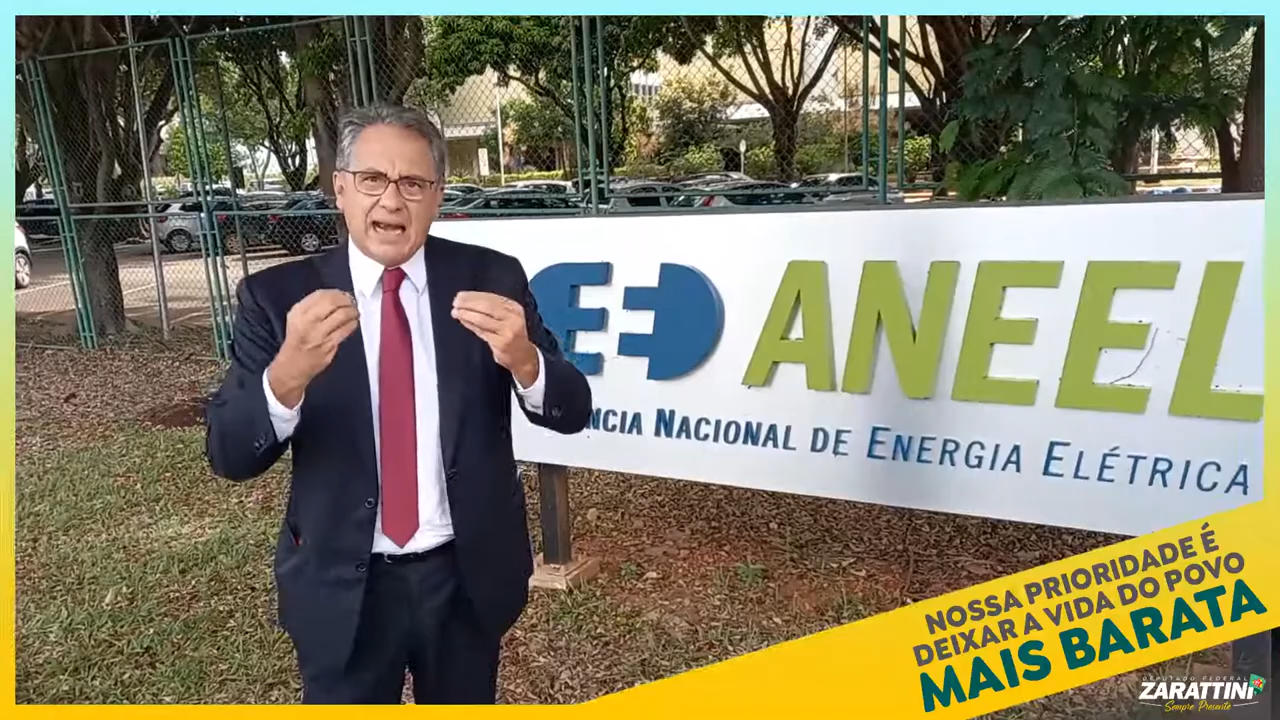 ANEEL
NCIA NACIONAL DE ENERGIA ELÉTRICA
NOSSA PRIORIDADE É
DEIXAR A VIDA DO POVO
MAIS BARATA
DEPUTADO FEDERAL
ZARATTINI
Sempre Presente